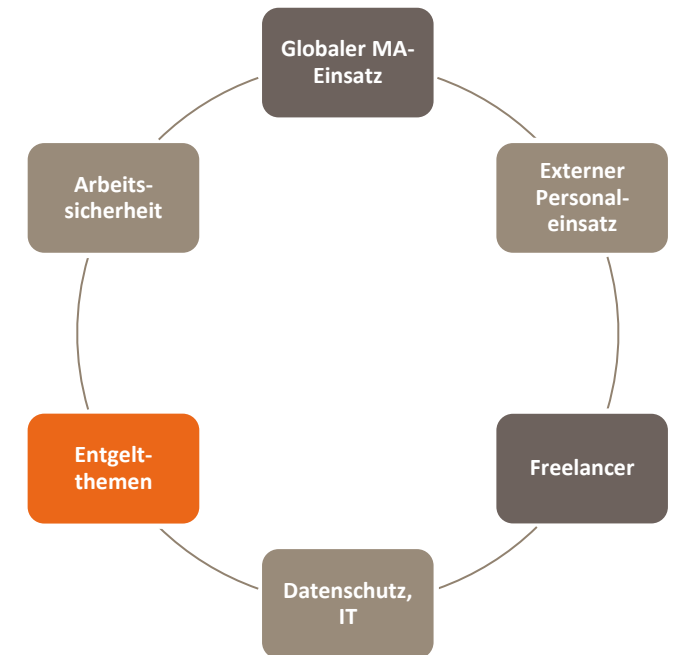 Globaler MA-
Einsatz
Externer
Personal-
einsatz
Freelancer
Datenschutz,
IT
Entgelt-
themen
Arbeits-
sicherheit